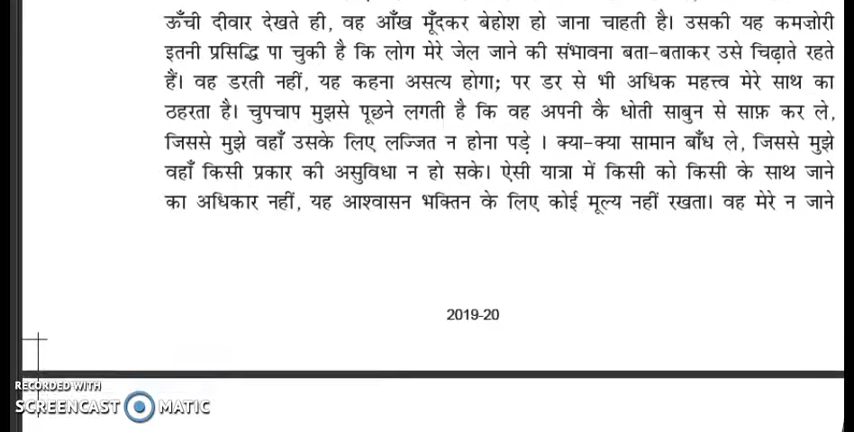 ऊँची दीवार देखते ही, वह आँख मूँदकर बेहोश हो जाना चाहती है। उसकी यह कमज़ोरी
इतनी प्रसिद्धि पा चुकी है कि लोग मेरे जेल जाने की संभावना बता-बताकर उसे चिढ़ाते रहते
हैं। वह डरती नहीं, यह कहना असत्य होगा; पर डर से भी अधिक महत्त्व मेरे साथ का
ठहरता है। चुपचाप मुझसे पूछने लगती है कि वह अपनी कै धोती साबुन से साफ़ कर ले,
जिससे मुझे वहाँ उसके लिए लज्जित न होना पड़े । क्या-क्या सामान बाँध ले, जिससे मुझे
वहाँ किसी प्रकार की असुविधा न हो सके। ऐसी यात्रा में किसी को किसी के साथ जाने
का अधिकार नहीं, यह आश्वासन भक्तिन के लिए कोई मूल्य नहीं रखता। वह मेरे न जाने
2019-20
RECORDED WITH
SCREENCAST MATIC